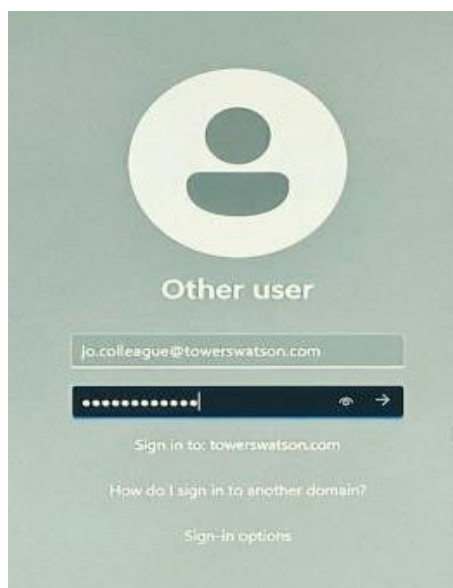 Other user
jo.colleague@towerswatson.com
••••••••••••
Sign in to: towerswatson.com
How do I sign in to another domain?
Sign-in options